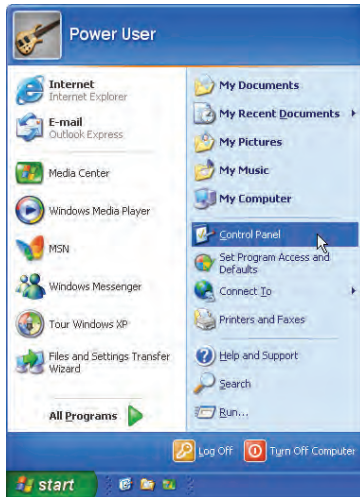 Power User
Internet
Internet Explorer
E-mail
Outlook Express
Media Center
Windows Media Player
MSN
Windows Messenger
Tour Windows XP
Files and Settings Transfer
Wizard
All Programs
My Documents
My Recent Documents
My Pictures
My Music
My Computer
Control Panel
Set Program Access and
Defaults
Connect To
Printers and Faxes
Help and Support
Search
Run...
Log Off
Turn Off Computer
start